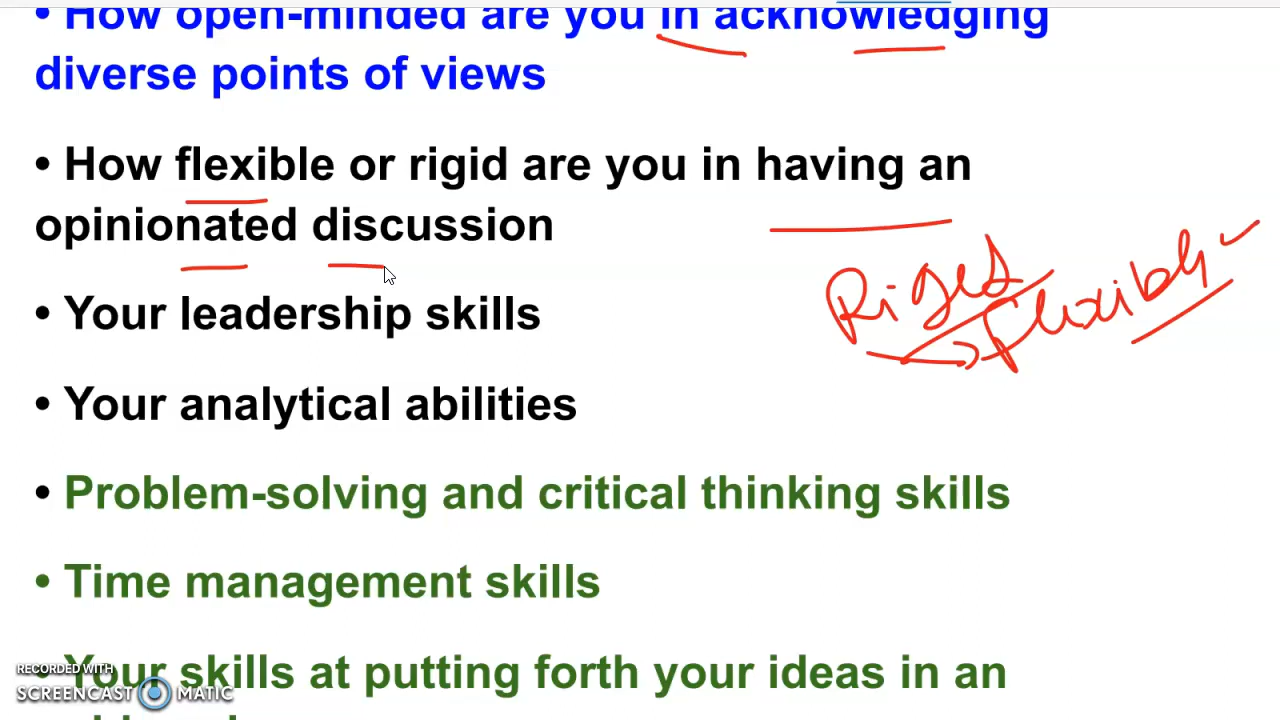 • How open-minded are you in acknowledging
diverse points of views
• How flexible or rigid are you in having an
opinionated discussion
Riged
flexible
• Your leadership skills
• Your analytical abilities
• Problem-solving and critical thinking skills
• Time management skills
• Your skills at putting forth your ideas in an
RECORDED WITH
SCREENCAST MATIC